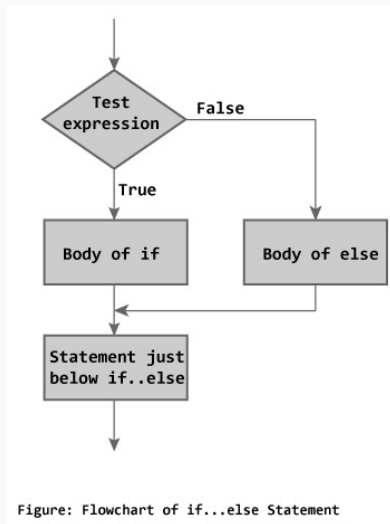 Test
expression
False
True
Body of if
Body of else
Statement just
below if..else
Figure: Flowchart of if...else Statement